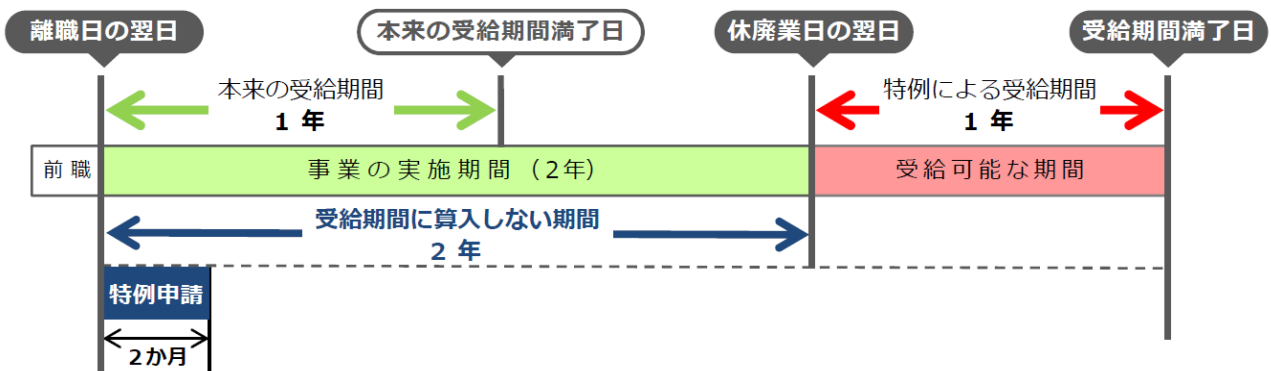 離職日の翌日
本来の受給期間満了日
休廃業日の翌日
受給期間満了日
本来の受給期間
1 年
特例による受給期間
1 年
前職
事業の実施期間（2年）
受給可能な期間
受給期間に算入しない期間
2 年
特例申請
2か月